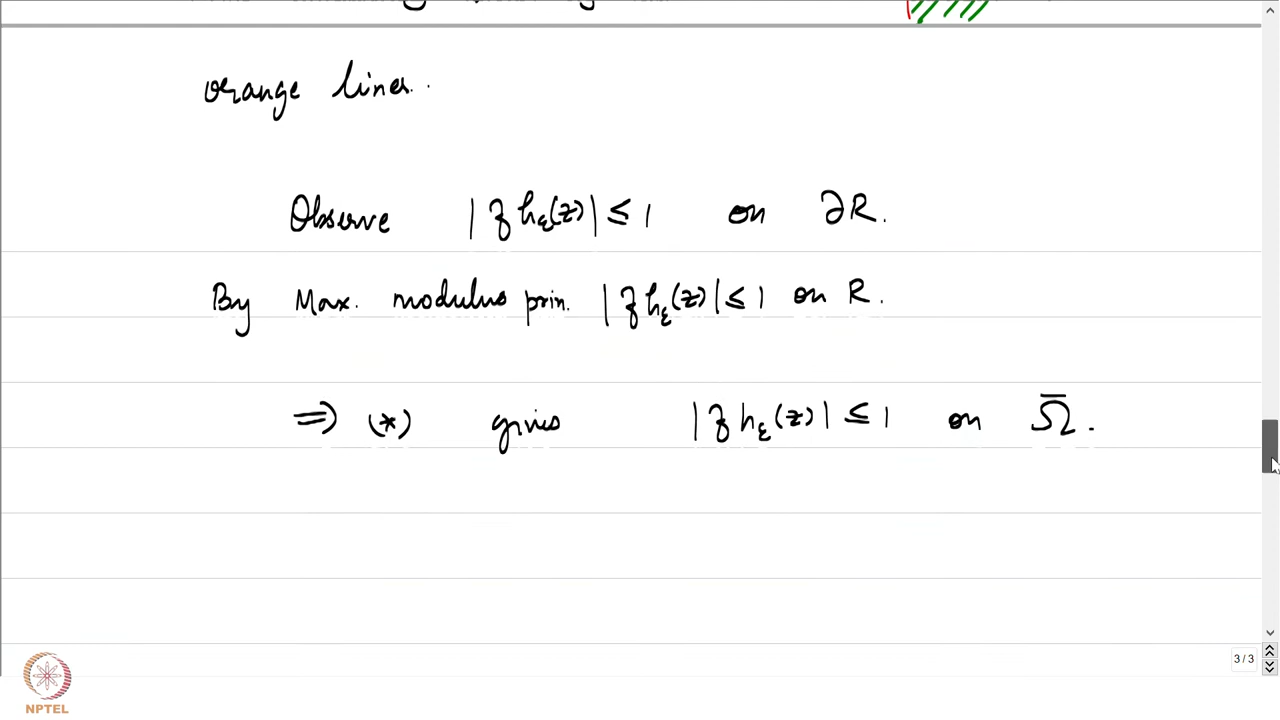 orange lines.
Observe |f h_ε(z)| ≤ 1 on ∂R.
By Max. modulus prin. |f h_ε(z)| ≤ 1 on R.
⇒ (*) gives |f h_ε(z)| ≤ 1 on Ω̅.
3 / 3
NPTEL